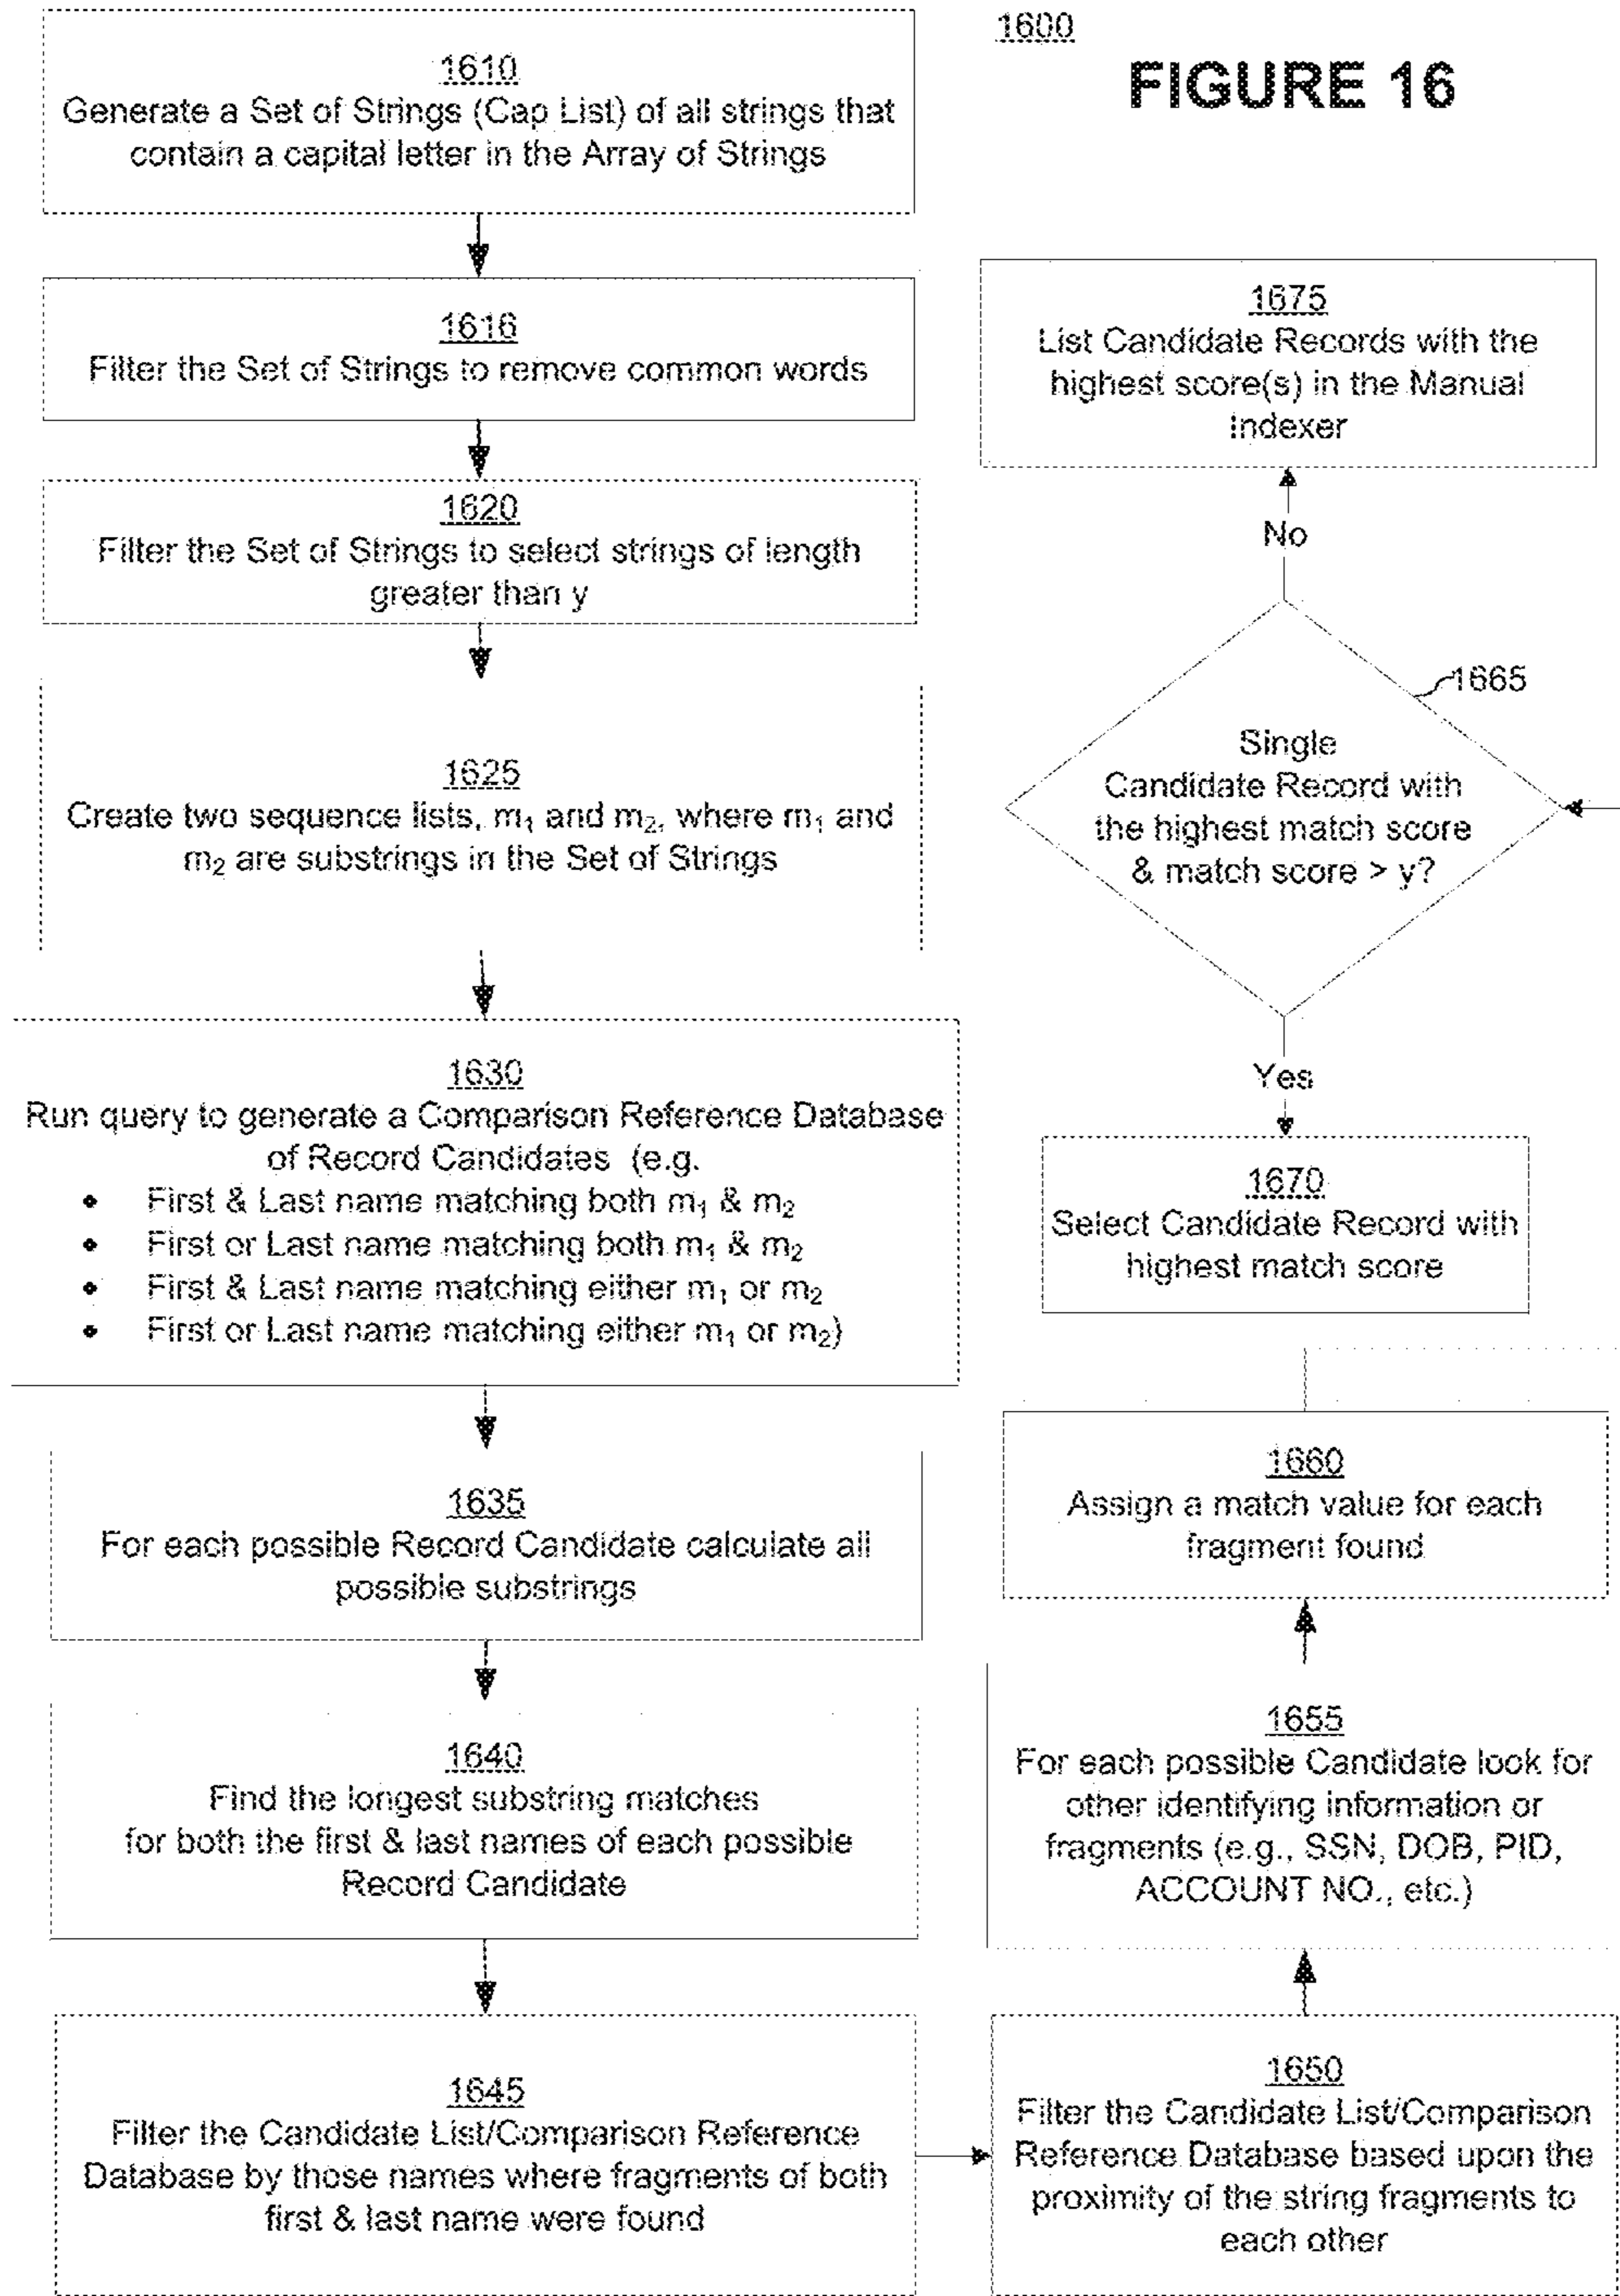 1600
FIGURE 16
1610
Generate a Set of Strings (Cap List) of all strings that
contain a capital letter in the Array of Strings
1616
Filter the Set of Strings to remove common words
1620
Filter the Set of Strings to select strings of length
greater than y
1625
Create two sequence lists, m₁ and m₂, where m₁ and
m₂ are substrings in the Set of Strings
1630
Run query to generate a Comparison Reference Database
of Record Candidates (e.g.
• First & Last name matching both m₁ & m₂
• First or Last name matching both m₁ & m₂
• First & Last name matching either m₁ or m₂
• First or Last name matching either m₁ or m₂)
1635
For each possible Record Candidate calculate all
possible substrings
1640
Find the longest substring matches
for both the first & last names of each possible
Record Candidate
1645
Filter the Candidate List/Comparison Reference
Database by those names where fragments of both
first & last name were found
1650
Filter the Candidate List/Comparison
Reference Database based upon the
proximity of the string fragments to
each other
1655
For each possible Candidate look for
other identifying information or
fragments (e.g., SSN, DOB, PID,
ACCOUNT NO., etc.)
1660
Assign a match value for each
fragment found
1665
Single
Candidate Record with
the highest match score
& match score > y?
Yes
1670
Select Candidate Record with
highest match score
No
1675
List Candidate Records with the
highest score(s) in the Manual
Indexer